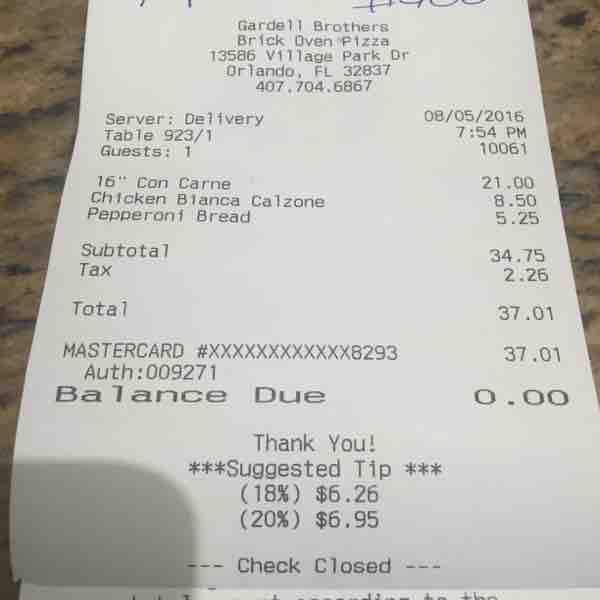 Gardell Brothers
Brick Oven Pizza
13586 Village Park Dr
Orlando, FL 32837
407.704.6867
Server: Delivery 08/05/2016
Table 923/1 7:54 PM
Guests: 1 10061
16" Con Carne 21.00
Chicken Bianca Calzone 8.50
Pepperoni Bread 5.25
Subtotal 34.75
Tax 2.26
Total 37.01
MASTERCARD #XXXXXXXXXXXX8293 37.01
Auth:009271
Balance Due 0.00
Thank You!
***Suggested Tip ***
(18%) $6.26
(20%) $6.95
--- Check Closed ---
according to the